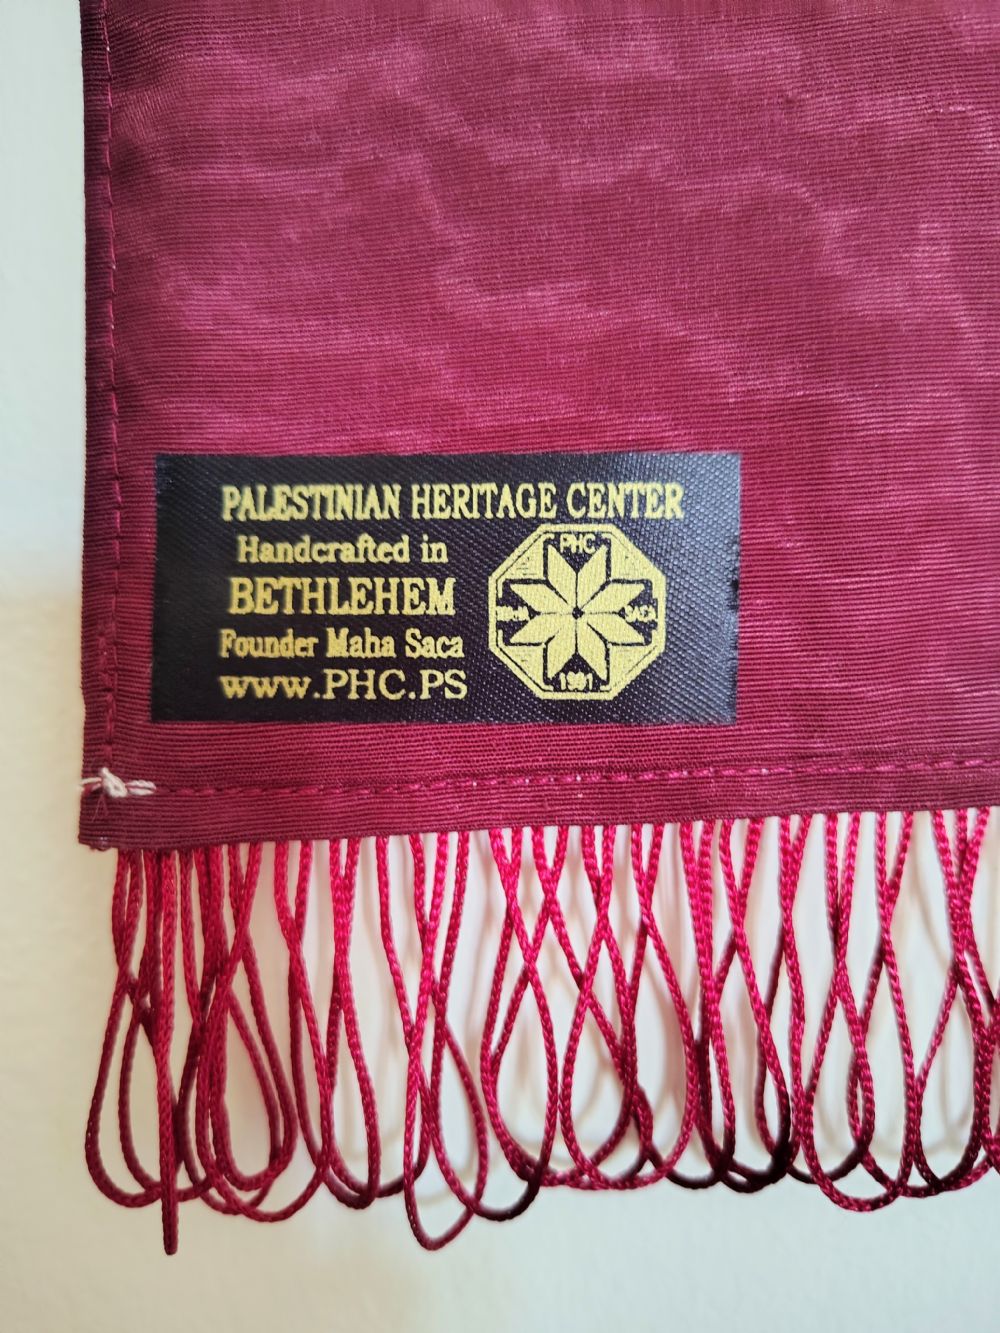 PALESTINIAN HERITAGE CENTER
Handcrafted in
BETHLEHEM
Founder Maha Saca
www.PHC.PS
PHC
MAHA SACA
1991